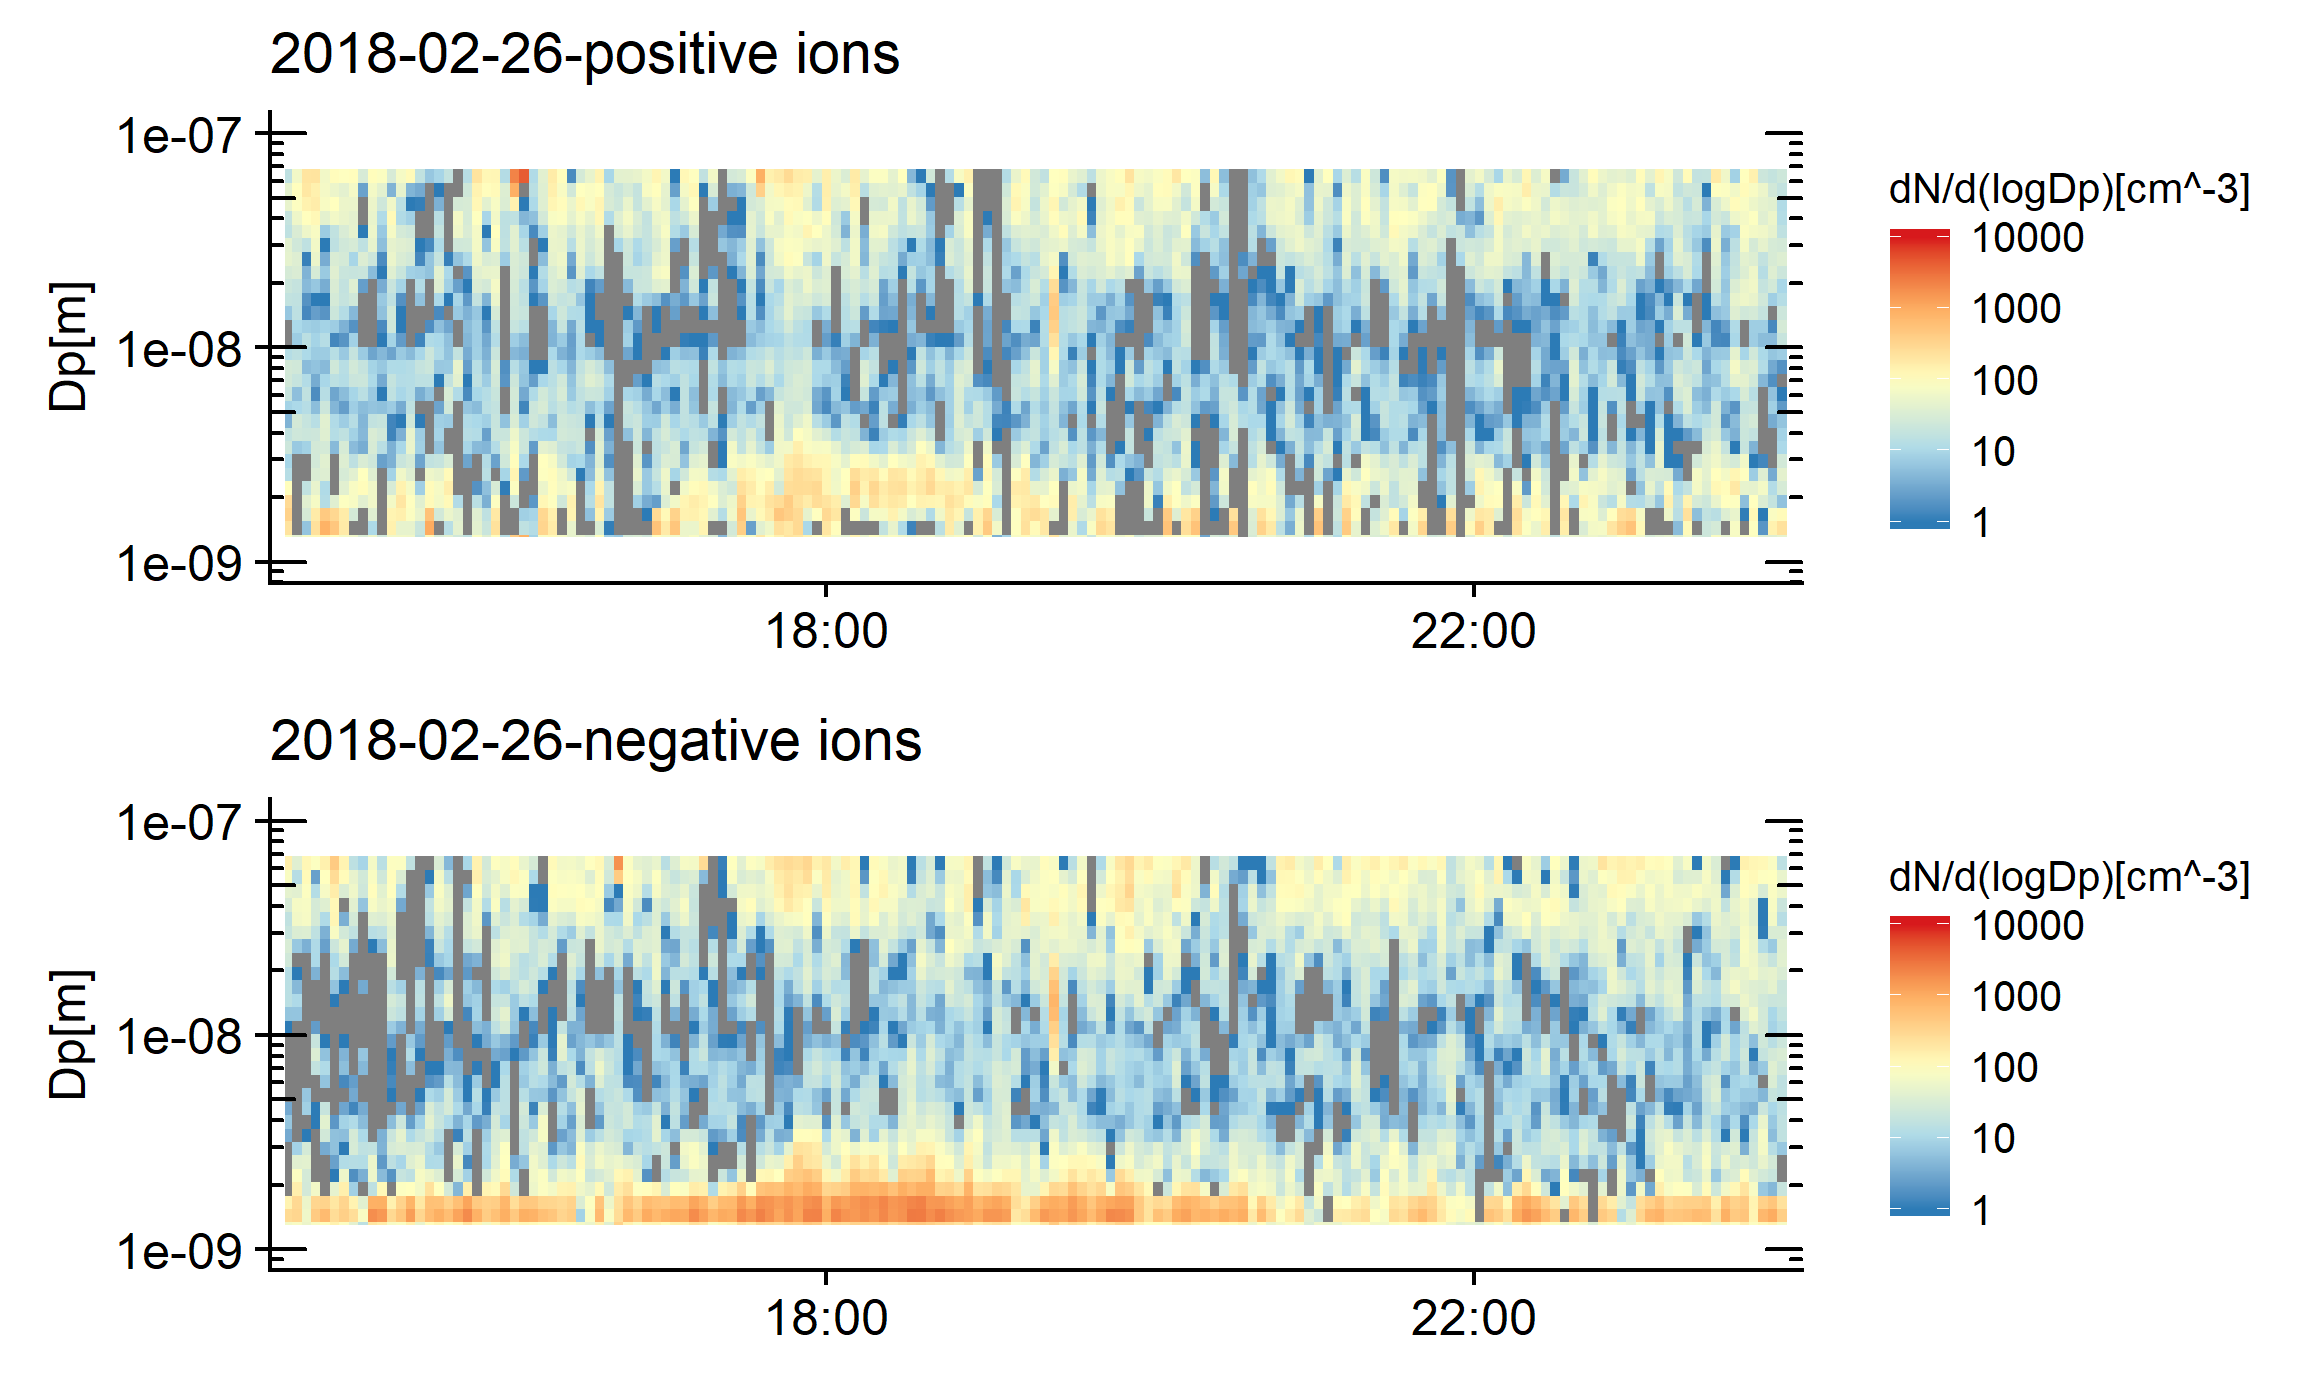 2018-02-26-positive ions
1e-07
1e-08
1e-09
Dp[m]
18:00
22:00
dN/d(logDp)[cm^-3]
10000
1000
100
10
1
2018-02-26-negative ions
1e-07
1e-08
1e-09
Dp[m]
18:00
22:00
dN/d(logDp)[cm^-3]
10000
1000
100
10
1